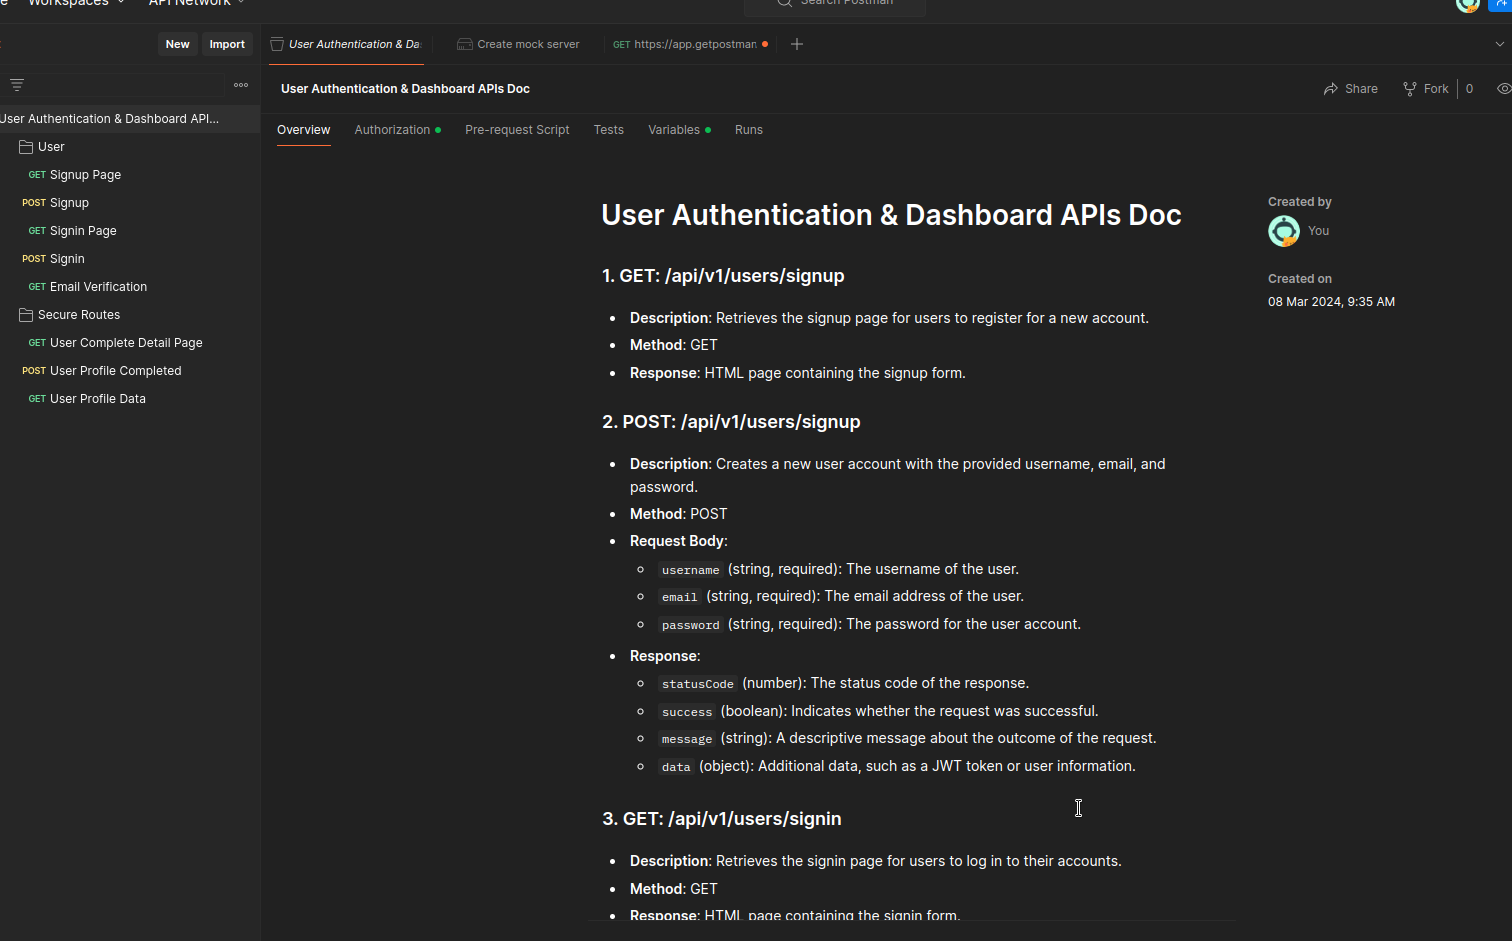 Workspaces
API Network
Search Postman
New
Import
User Authentication & Da
Create mock server
GET https://app.getpostman.
User Authentication & Dashboard APIs Doc
Share
Fork
0
User Authentication & Dashboard API...
Overview
Authorization
Pre-request Script
Tests
Variables
Runs
User
GET Signup Page
POST Signup
GET Signin Page
POST Signin
GET Email Verification
Secure Routes
GET User Complete Detail Page
POST User Profile Completed
GET User Profile Data
User Authentication & Dashboard APIs Doc
1. GET: /api/v1/users/signup
• Description: Retrieves the signup page for users to register for a new account.
• Method: GET
• Response: HTML page containing the signup form.
2. POST: /api/v1/users/signup
• Description: Creates a new user account with the provided username, email, and
password.
• Method: POST
• Request Body:
○ username (string, required): The username of the user.
○ email (string, required): The email address of the user.
○ password (string, required): The password for the user account.
• Response:
○ statusCode (number): The status code of the response.
○ success (boolean): Indicates whether the request was successful.
○ message (string): A descriptive message about the outcome of the request.
○ data (object): Additional data, such as a JWT token or user information.
3. GET: /api/v1/users/signin
• Description: Retrieves the signin page for users to log in to their accounts.
• Method: GET
• Response: HTML page containing the signin form.
Created by
You
Created on
08 Mar 2024, 9:35 AM